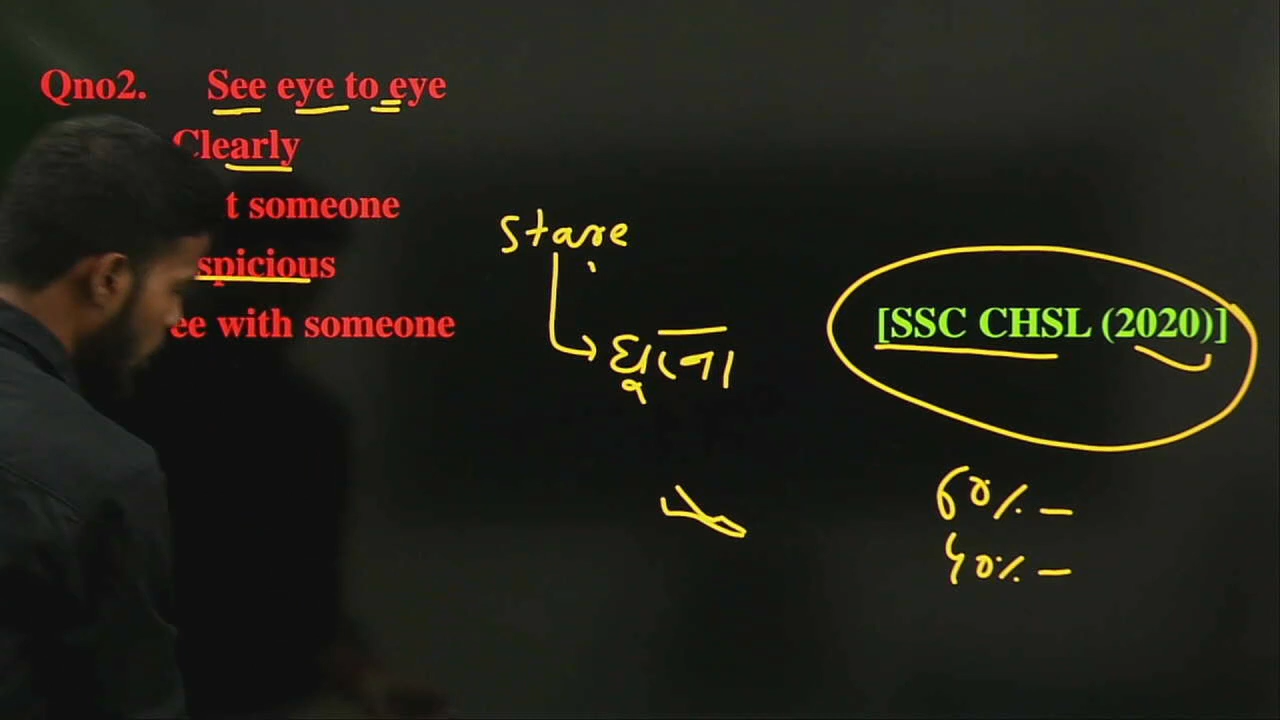 Qno2. See eye to eye
Clearly
t someone
spicious
ee with someone
stare
घूरना
[SSC CHSL (2020)]
60% –
40% –